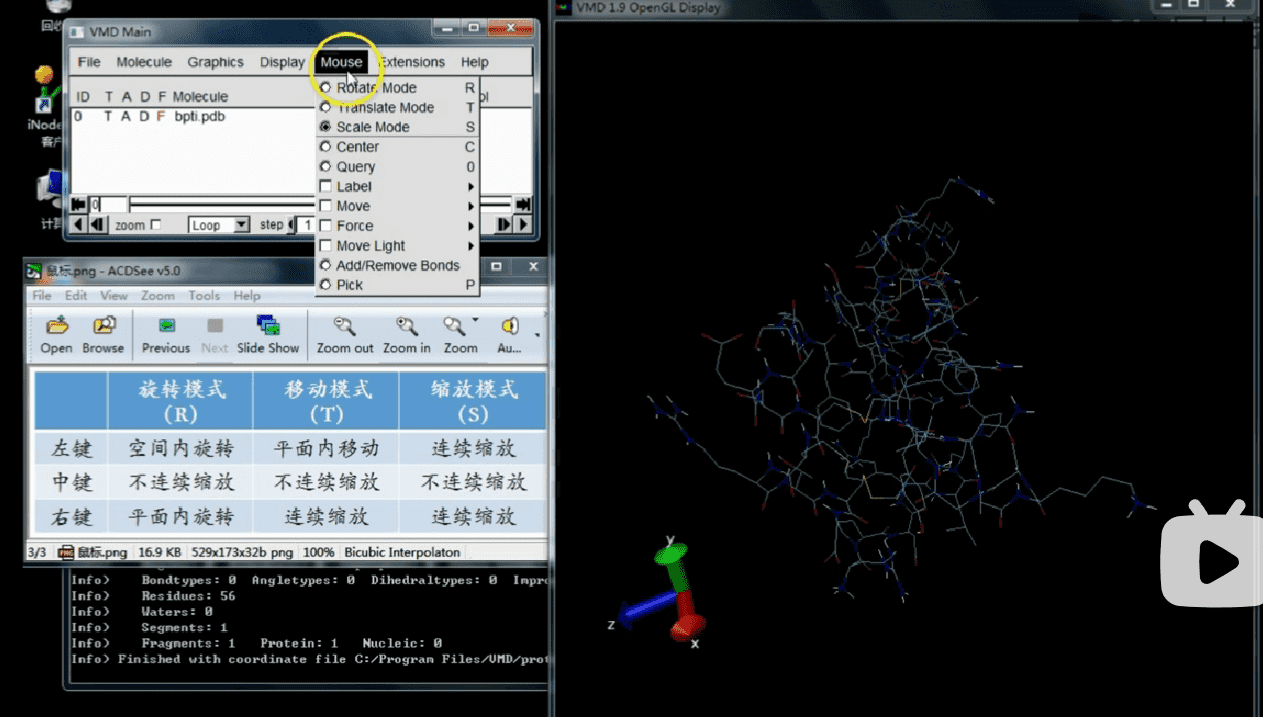 VMD 1.9 OpenGL Display
VMD Main
File Molecule Graphics Display Mouse Extensions Help
ID T A D F Molecule
0 T A D F bpti.pdb
0
zoom Loop step 1
Rotate Mode R
Translate Mode T
Scale Mode S
Center C
Query 0
Label
Move
Force
Move Light
Add/Remove Bonds
Pick P
iNode
客户
鼠标.png - ACDSee v5.0
File Edit View Zoom Tools Help
Open Browse Previous Next Slide Show Zoom out Zoom in Zoom Au...
旋转模式 移动模式 缩放模式
(R) (T) (S)
左键 空间内旋转 平面内移动 连续缩放
中键 不连续缩放 不连续缩放 不连续缩放
右键 平面内旋转 连续缩放 连续缩放
3/3 鼠标.png 16.9 KB 529x173x32b png 100% Bicubic Interpolaton
Info) Bondtypes: 0 Angletypes: 0 Dihedraltypes: 0 Impro
Info) Residues: 56
Info) Waters: 0
Info) Segments: 1
Info) Fragments: 1 Protein: 1 Nucleic: 0
Info) Finished with coordinate file C:/Program Files/VMD/prot
y
z
x